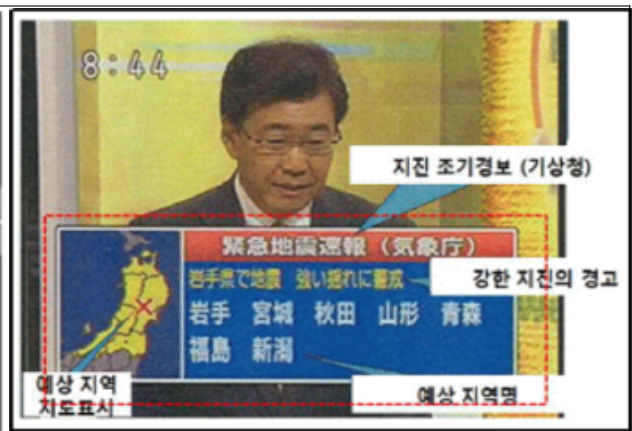 8:44
지진 조기경보 (기상청)
緊急地震速報 (気象庁)
岩手県で地震 強い揺れに警戒
강한 지진의 경고
岩手 宮城 秋田 山形 青森
福島 新潟
예상 지역
지도표시
예상 지역명